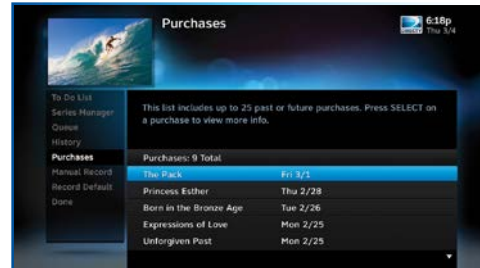 Purchases
DIRECTV
6:18p
Thu 3/4
To Do List
Series Manager
Queue
History
Purchases
Manual Record
Record Default
Done
This list includes up to 25 past or future purchases. Press SELECT on
a purchase to view more info.
Purchases: 9 Total
The Pack Fri 3/1
Princess Esther Thu 2/28
Born in the Bronze Age Tue 2/26
Expressions of Love Mon 2/25
Unforgiven Past Mon 2/25